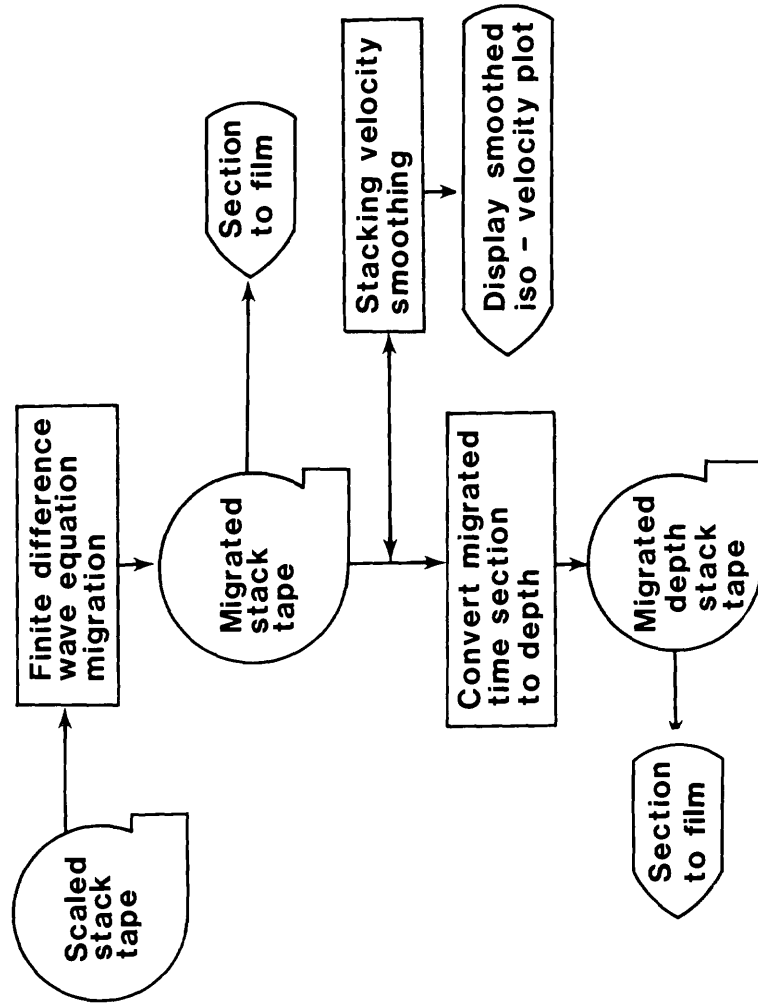 Scaled
stack
tape
Finite difference
wave equation
migration
Migrated
stack
tape
Section
to film
Stacking velocity
smoothing
Display smoothed
iso – velocity plot
Convert migrated
time section
to depth
Migrated
depth
stack
tape
Section
to film